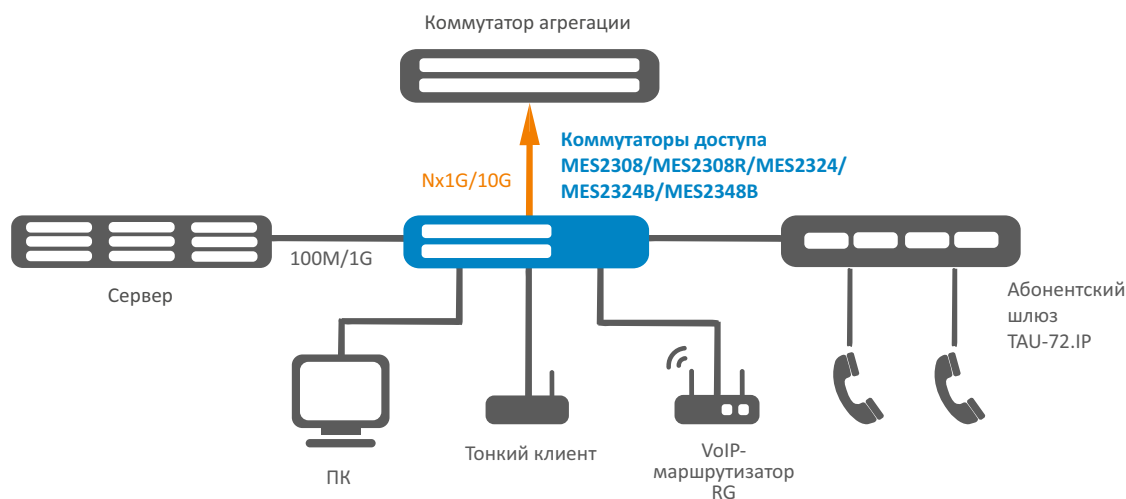 Коммутатор агрегации
Коммутаторы доступа
MES2308/MES2308R/MES2324/
MES2324B/MES2348B
Nx1G/10G
100M/1G
Сервер
Абонентский
шлюз
TAU-72.IP
ПК
Тонкий клиент
VoIP-
маршрутизатор
RG